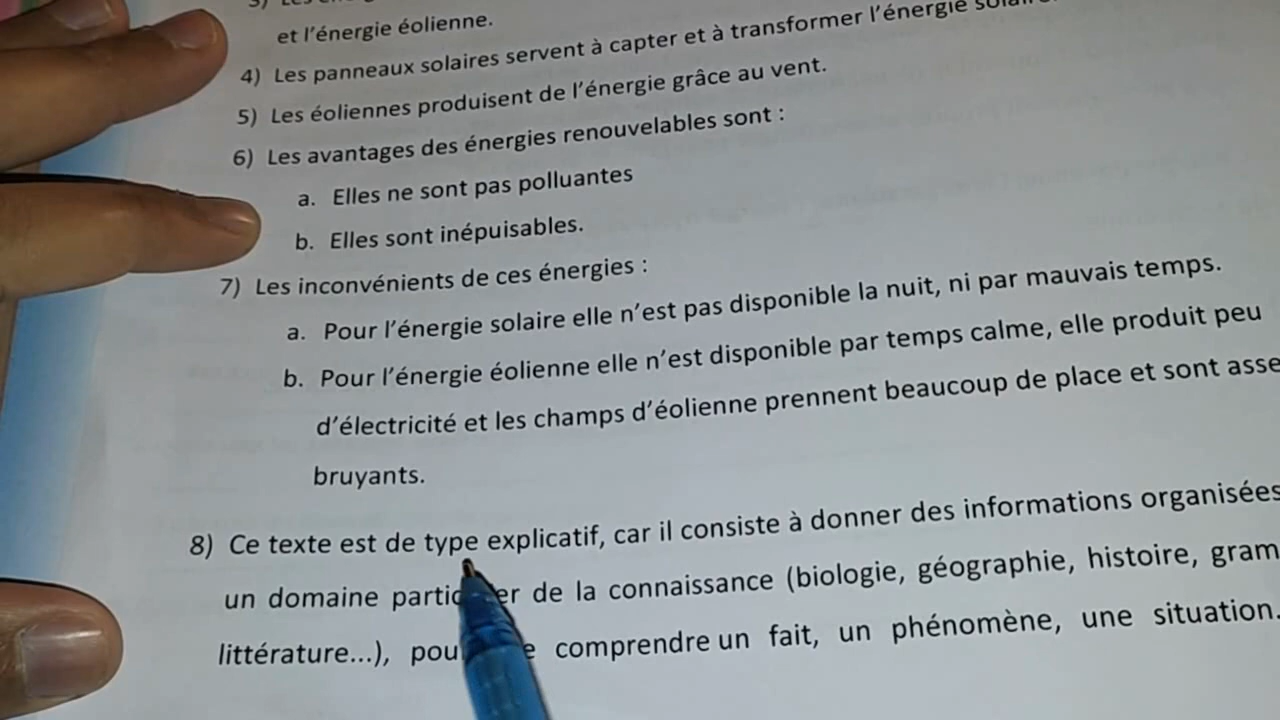 et l'énergie éolienne.
4) Les panneaux solaires servent à capter et à transformer l'énergie
5) Les éoliennes produisent de l'énergie grâce au vent.
6) Les avantages des énergies renouvelables sont :
a. Elles ne sont pas polluantes
b. Elles sont inépuisables.
7) Les inconvénients de ces énergies :
a. Pour l'énergie solaire elle n'est pas disponible la nuit, ni par mauvais temps.
b. Pour l'énergie éolienne elle n'est disponible par temps calme, elle produit peu
d'électricité et les champs d'éolienne prennent beaucoup de place et sont asse
bruyants.
8) Ce texte est de type explicatif, car il consiste à donner des informations organisées
un domaine de la connaissance (biologie, géographie, histoire, gram
littérature...), comprendre un fait, un phénomène, une situation.